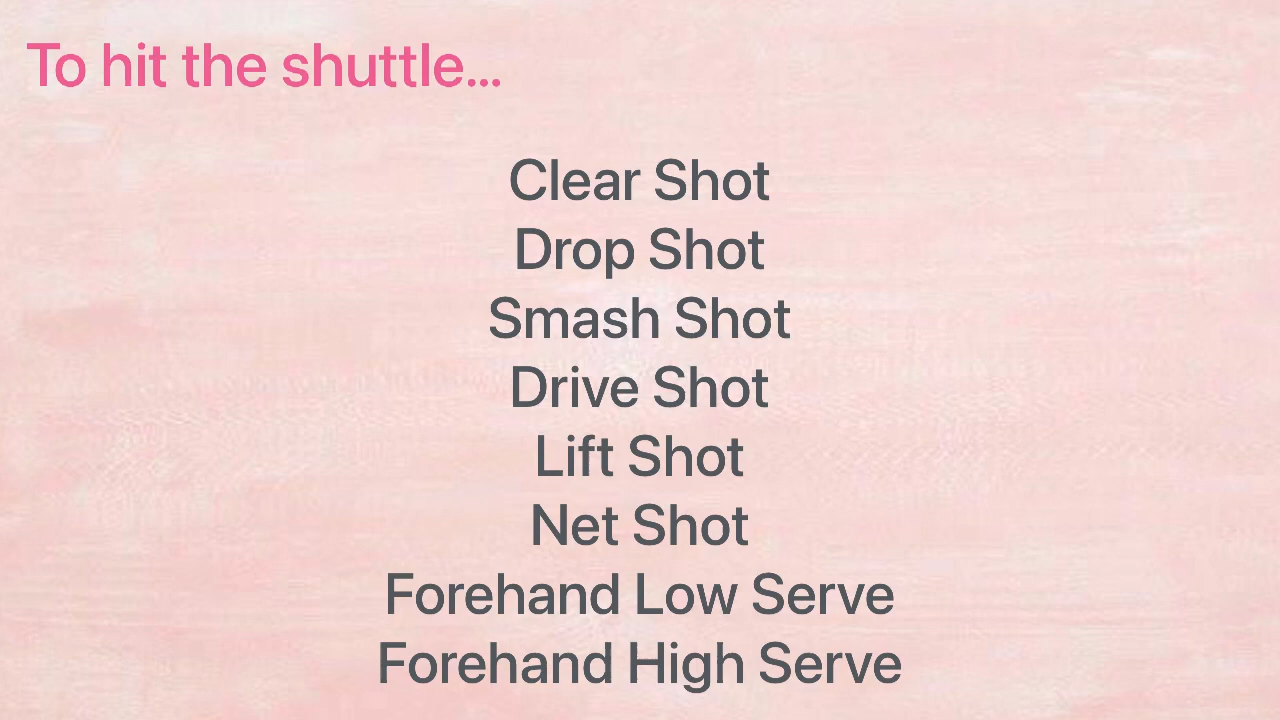 To hit the shuttle...
Clear Shot
Drop Shot
Smash Shot
Drive Shot
Lift Shot
Net Shot
Forehand Low Serve
Forehand High Serve